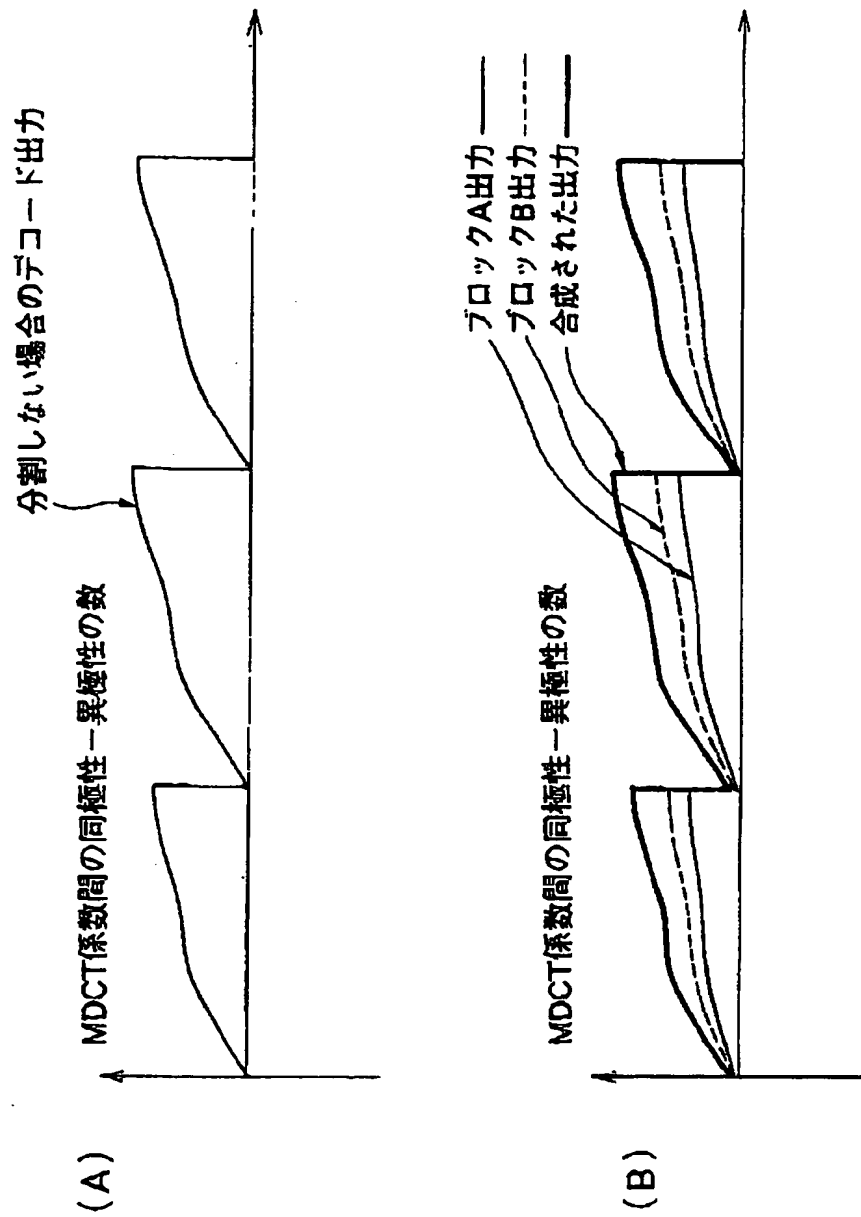 (A)
MDCT係数間の同極性ー異極性の数
分割しない場合のデコード出力
(B)
MDCT係数間の同極性ー異極性の数
ブロックA出力
ブロックB出力
合成された出力